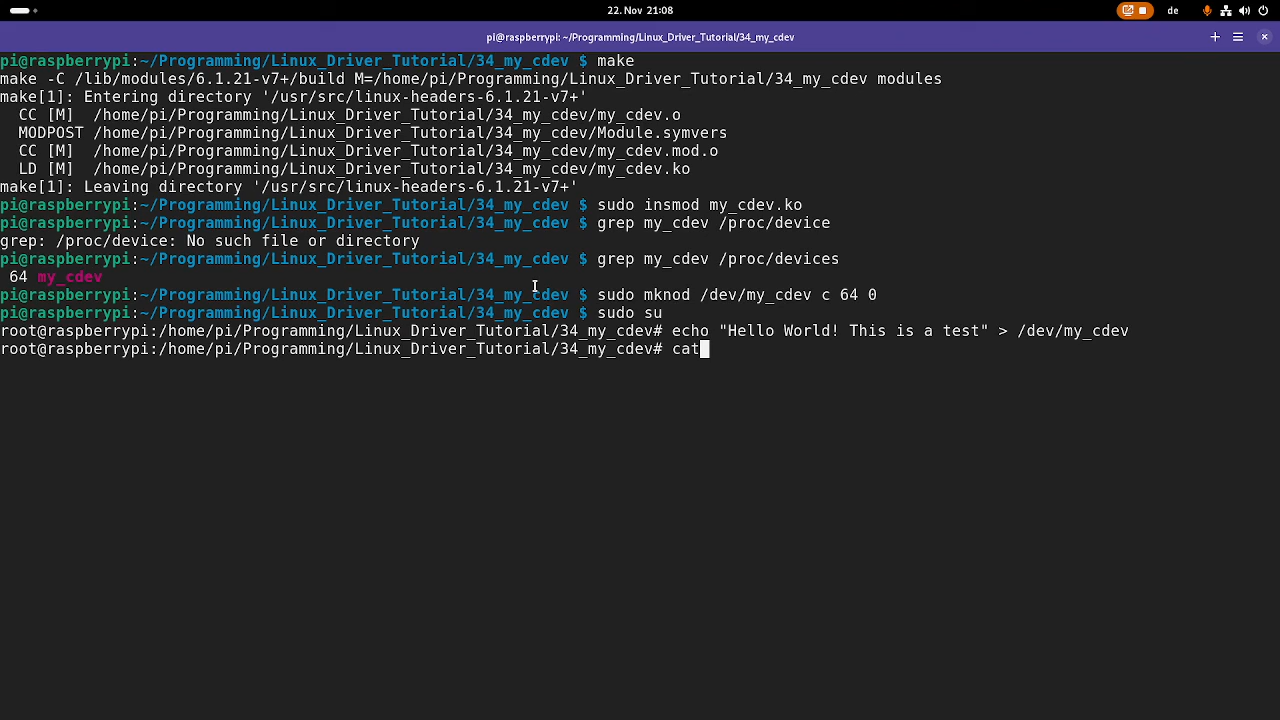 22. Nov 21:08
de
pi@raspberrypi: ~/Programming/Linux_Driver_Tutorial/34_my_cdev
pi@raspberrypi:~/Programming/Linux_Driver_Tutorial/34_my_cdev $ make
make -C /lib/modules/6.1.21-v7+/build M=/home/pi/Programming/Linux_Driver_Tutorial/34_my_cdev modules
make[1]: Entering directory '/usr/src/linux-headers-6.1.21-v7+'
  CC [M]  /home/pi/Programming/Linux_Driver_Tutorial/34_my_cdev/my_cdev.o
  MODPOST /home/pi/Programming/Linux_Driver_Tutorial/34_my_cdev/Module.symvers
  CC [M]  /home/pi/Programming/Linux_Driver_Tutorial/34_my_cdev/my_cdev.mod.o
  LD [M]  /home/pi/Programming/Linux_Driver_Tutorial/34_my_cdev/my_cdev.ko
make[1]: Leaving directory '/usr/src/linux-headers-6.1.21-v7+'
pi@raspberrypi:~/Programming/Linux_Driver_Tutorial/34_my_cdev $ sudo insmod my_cdev.ko
pi@raspberrypi:~/Programming/Linux_Driver_Tutorial/34_my_cdev $ grep my_cdev /proc/device
grep: /proc/device: No such file or directory
pi@raspberrypi:~/Programming/Linux_Driver_Tutorial/34_my_cdev $ grep my_cdev /proc/devices
 64 my_cdev
pi@raspberrypi:~/Programming/Linux_Driver_Tutorial/34_my_cdev $ sudo mknod /dev/my_cdev c 64 0
pi@raspberrypi:~/Programming/Linux_Driver_Tutorial/34_my_cdev $ sudo su
root@raspberrypi:/home/pi/Programming/Linux_Driver_Tutorial/34_my_cdev# echo "Hello World! This is a test" > /dev/my_cdev
root@raspberrypi:/home/pi/Programming/Linux_Driver_Tutorial/34_my_cdev# cat